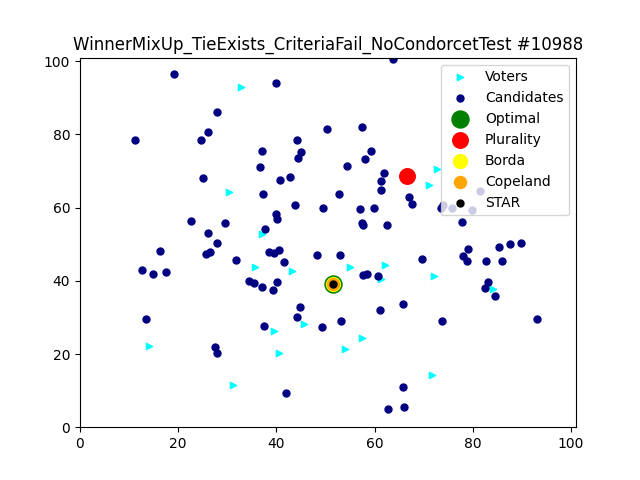 WinnerMixUp_TieExists_CriteriaFail_NoCondorcetTest #10988
100
80
60
40
20
0
0 20 40 60 80 100
Voters
Candidates
Optimal
Plurality
Borda
Copeland
STAR